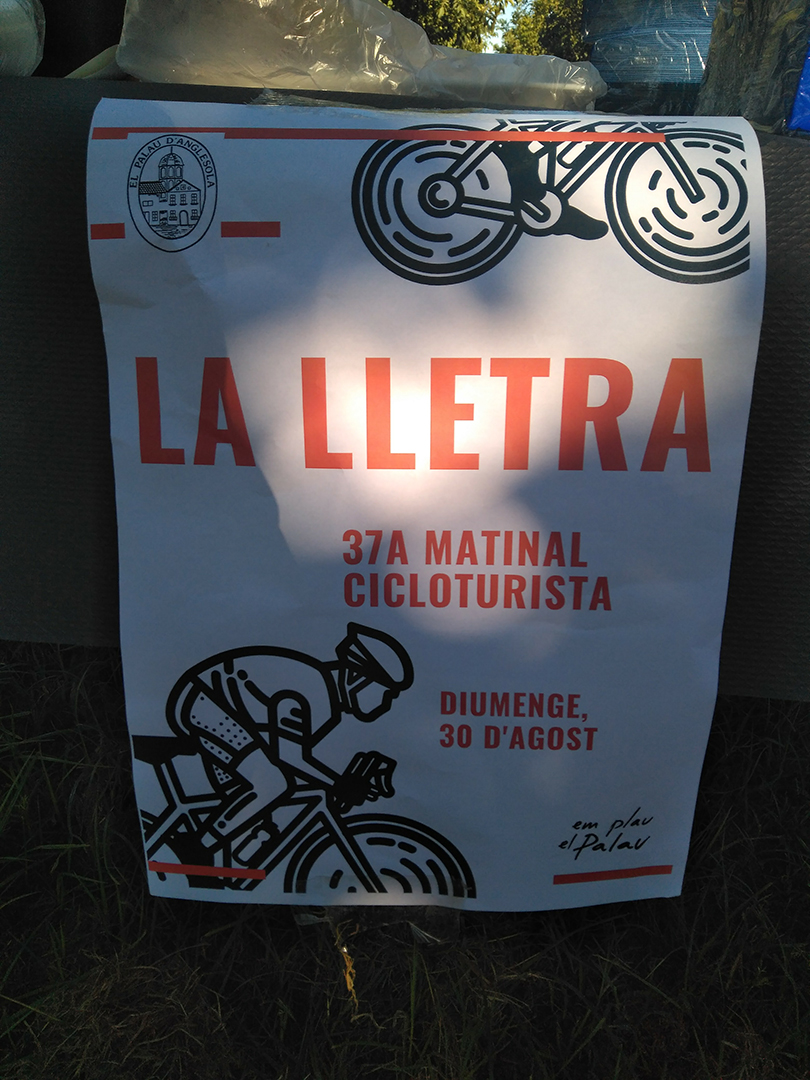 EL PALAU D'ANGLESOLA
LA LLETRA
37A MATINAL
CICLOTURISTA
DIUMENGE,
30 D'AGOST
em plau
el Palau